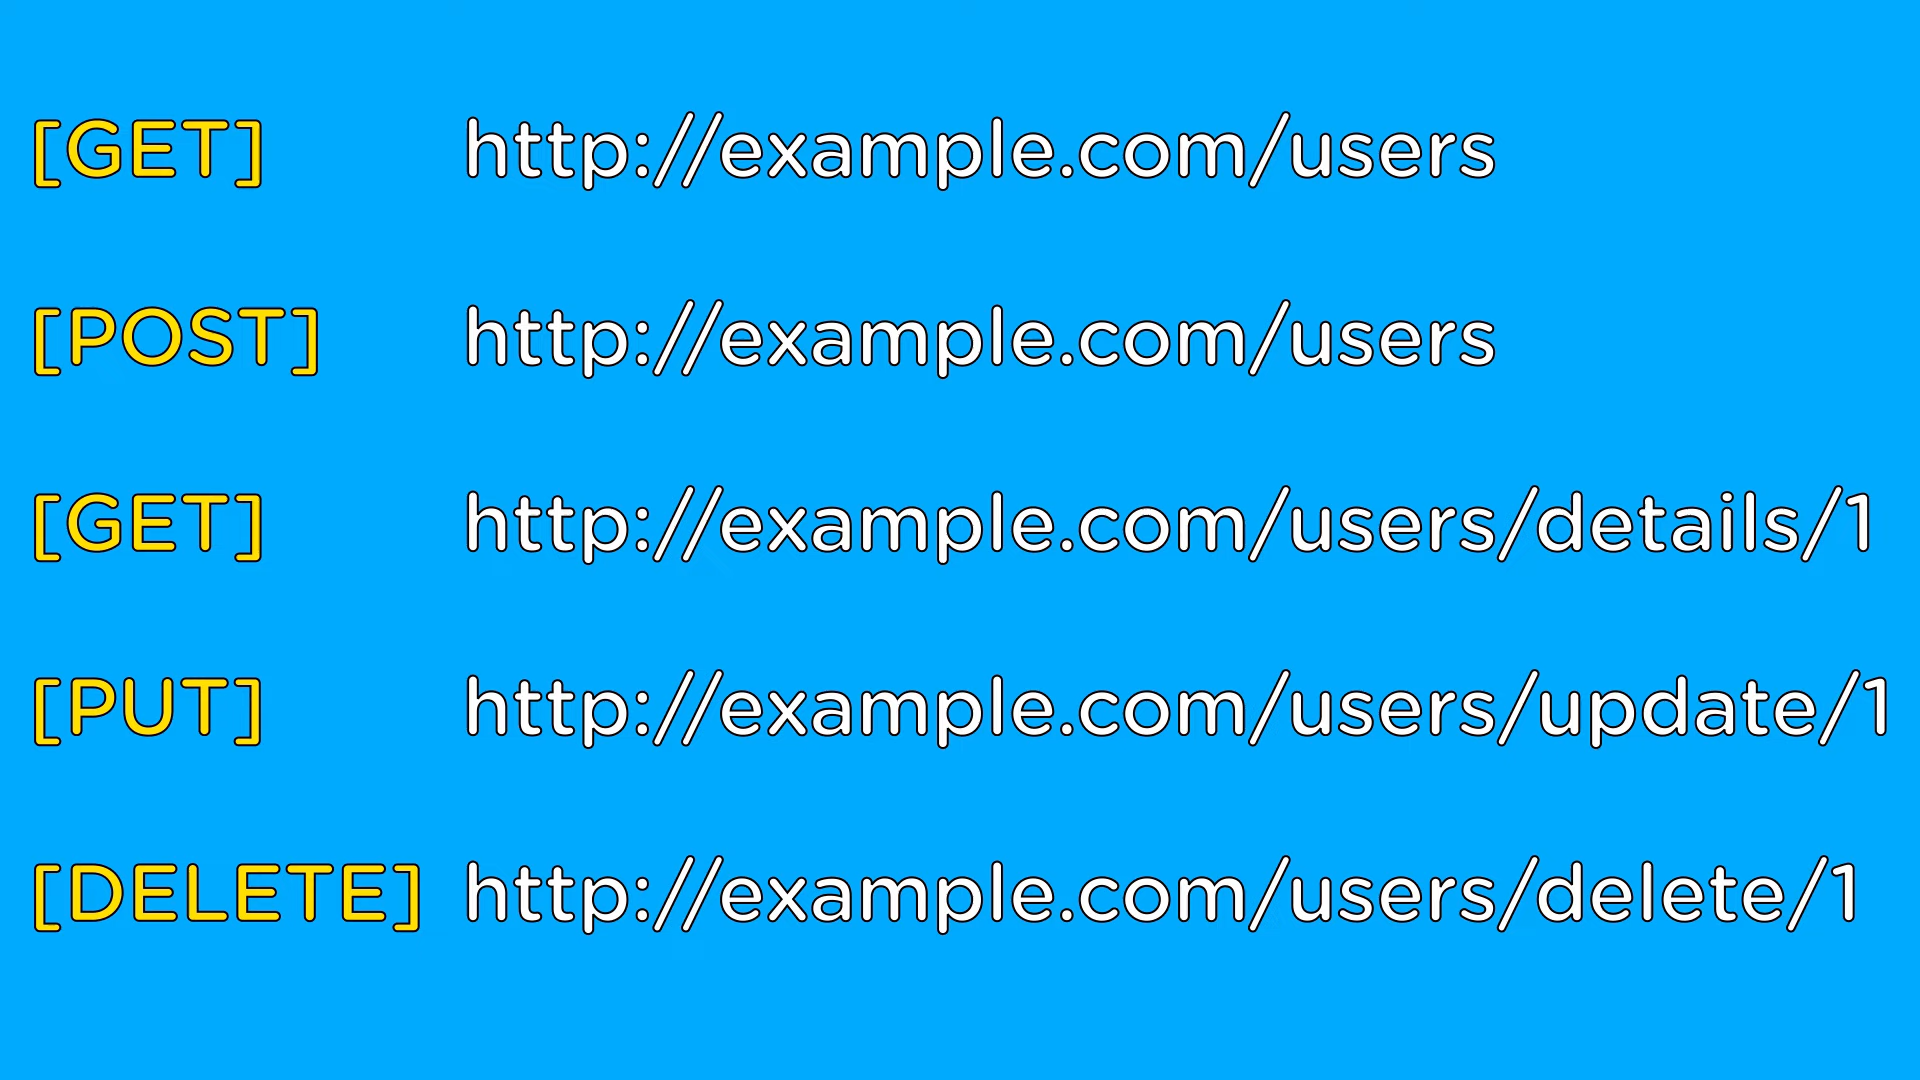 [GET] http://example.com/users
[POST] http://example.com/users
[GET] http://example.com/users/details/1
[PUT] http://example.com/users/update/1
[DELETE] http://example.com/users/delete/1